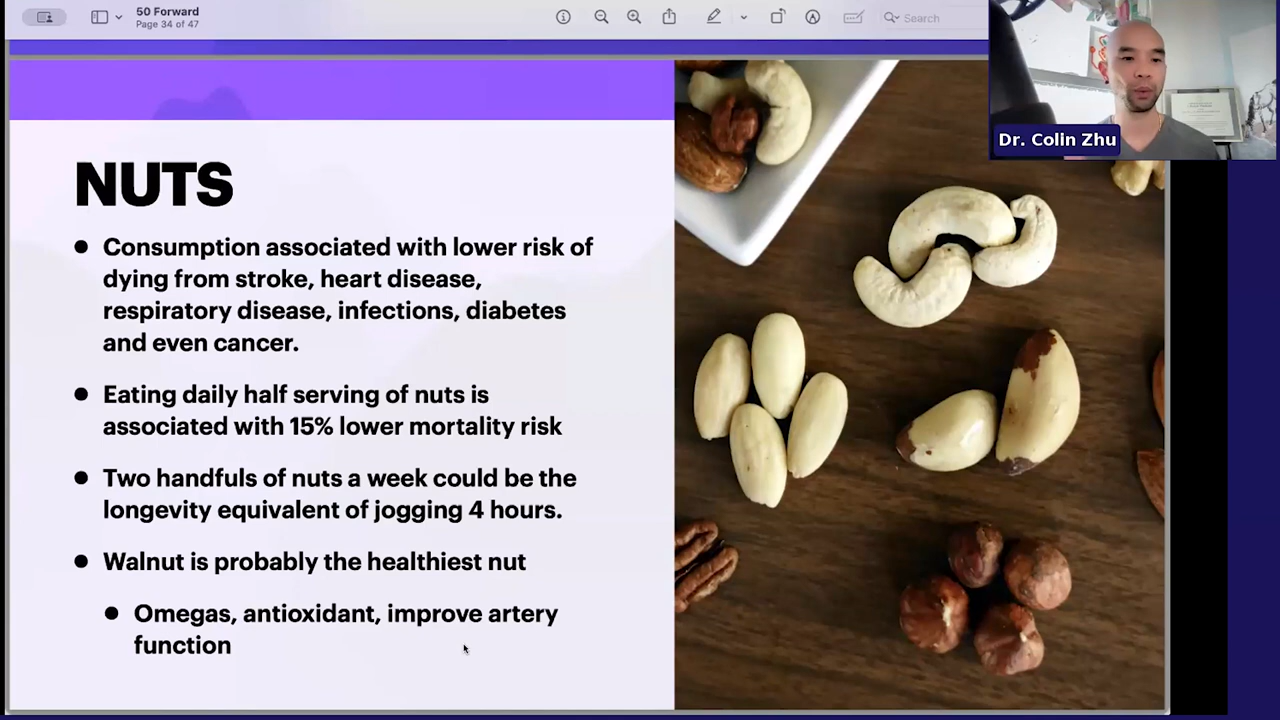 50 Forward
Page 34 of 47
Search
Dr. Colin Zhu
NUTS
● Consumption associated with lower risk of
dying from stroke, heart disease,
respiratory disease, infections, diabetes
and even cancer.
● Eating daily half serving of nuts is
associated with 15% lower mortality risk
● Two handfuls of nuts a week could be the
longevity equivalent of jogging 4 hours.
● Walnut is probably the healthiest nut
● Omegas, antioxidant, improve artery
function